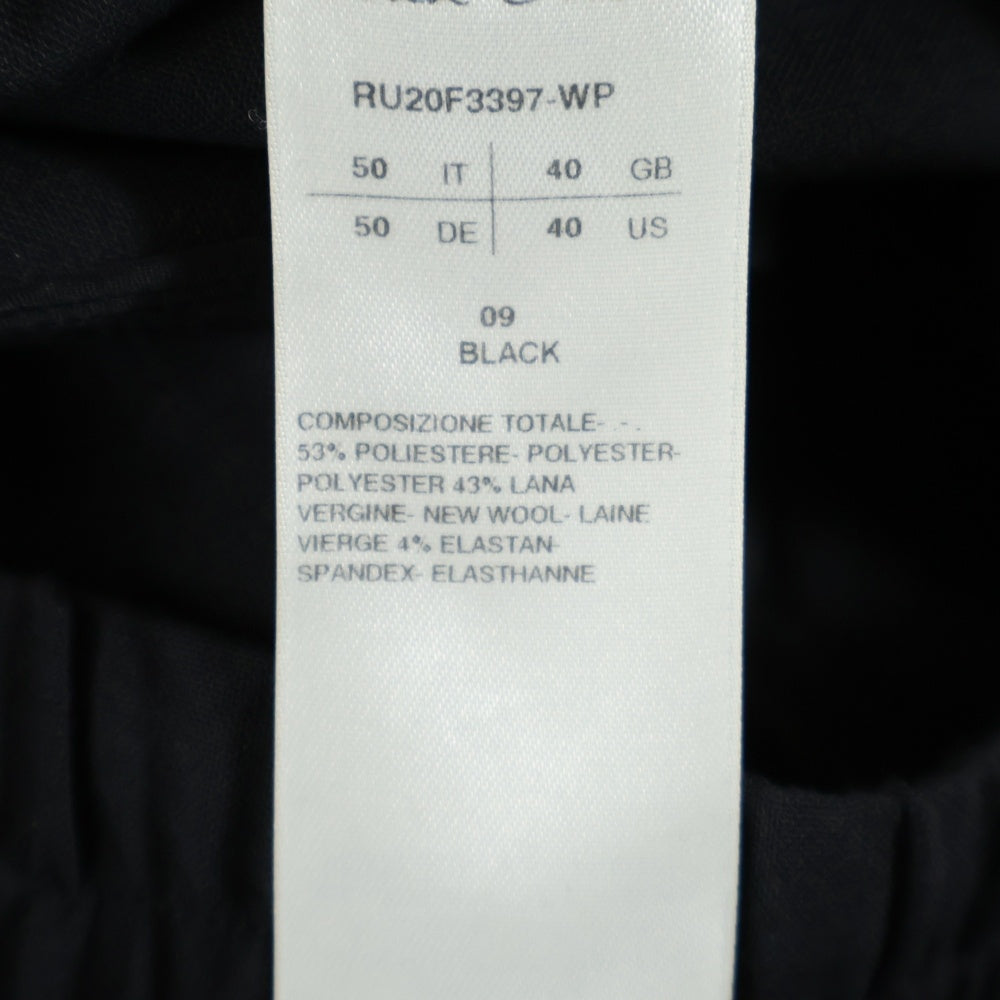 RU20F3397-WP
50 IT 40 GB
50 DE 40 US
09
BLACK
COMPOSIZIONE TOTALE- .- .
53% POLIESTERE- POLYESTER-
POLYESTER 43% LANA
VERGINE- NEW WOOL- LAINE
VIERGE 4% ELASTAN-
SPANDEX- ELASTHANNE